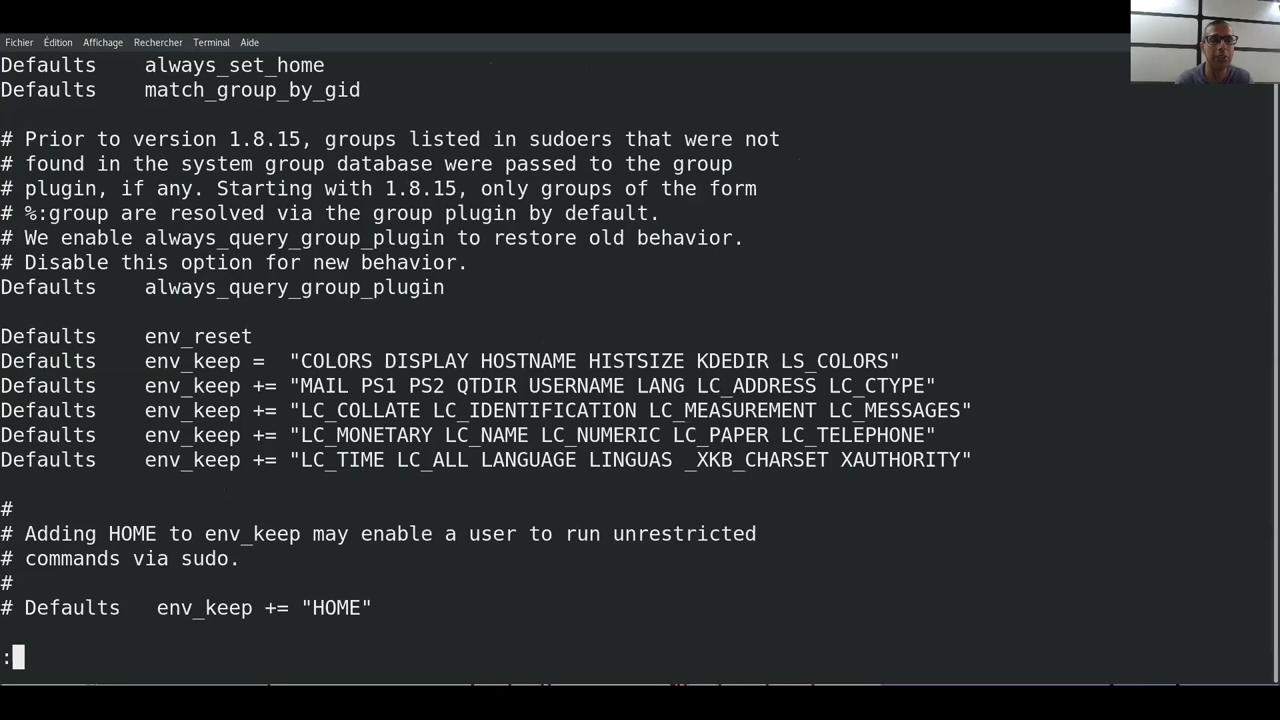 Fichier Édition Affichage Rechercher Terminal Aide
Defaults    always_set_home
Defaults    match_group_by_gid
# Prior to version 1.8.15, groups listed in sudoers that were not
# found in the system group database were passed to the group
# plugin, if any. Starting with 1.8.15, only groups of the form
# %:group are resolved via the group plugin by default.
# We enable always_query_group_plugin to restore old behavior.
# Disable this option for new behavior.
Defaults    always_query_group_plugin
Defaults    env_reset
Defaults    env_keep =  "COLORS DISPLAY HOSTNAME HISTSIZE KDEDIR LS_COLORS"
Defaults    env_keep += "MAIL PS1 PS2 QTDIR USERNAME LANG LC_ADDRESS LC_CTYPE"
Defaults    env_keep += "LC_COLLATE LC_IDENTIFICATION LC_MEASUREMENT LC_MESSAGES"
Defaults    env_keep += "LC_MONETARY LC_NAME LC_NUMERIC LC_PAPER LC_TELEPHONE"
Defaults    env_keep += "LC_TIME LC_ALL LANGUAGE LINGUAS _XKB_CHARSET XAUTHORITY"
#
# Adding HOME to env_keep may enable a user to run unrestricted
# commands via sudo.
#
# Defaults   env_keep += "HOME"
: